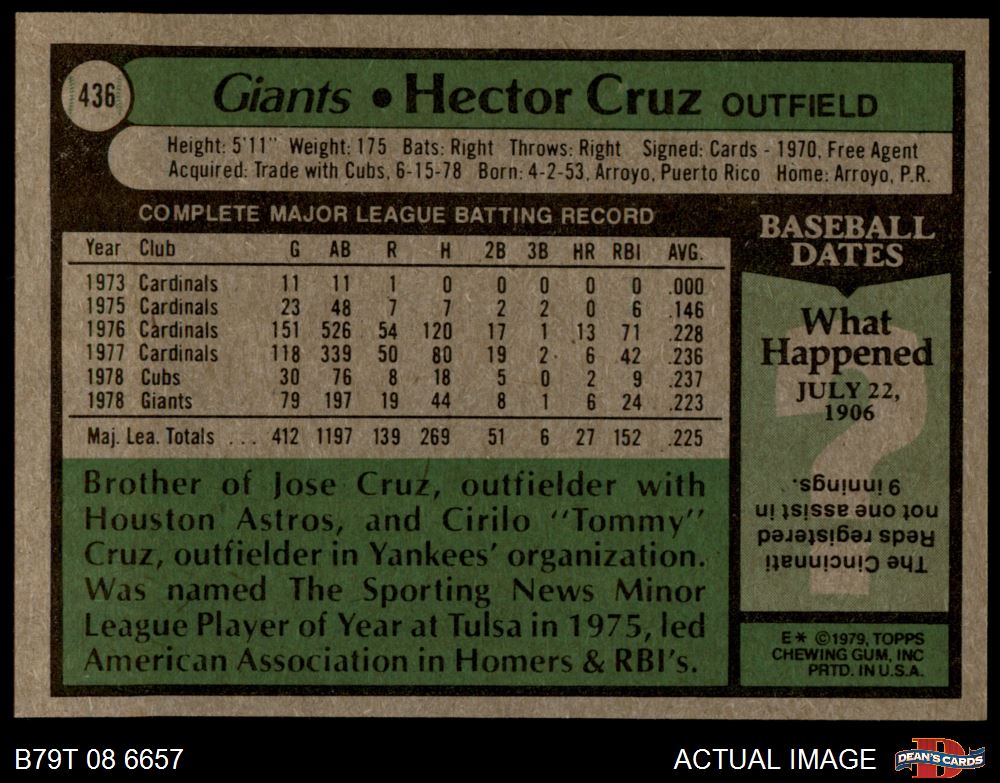 436
Giants • Hector Cruz OUTFIELD
Height: 5'11" Weight: 175 Bats: Right Throws: Right Signed: Cards - 1970, Free Agent
Acquired: Trade with Cubs, 6-15-78 Born: 4-2-53, Arroyo, Puerto Rico Home: Arroyo, P.R.
COMPLETE MAJOR LEAGUE BATTING RECORD
Year Club G AB R H 2B 3B HR RBI AVG.
1973 Cardinals 11 11 1 0 0 0 0 0 .000
1975 Cardinals 23 48 7 7 2 2 0 6 .146
1976 Cardinals 151 526 54 120 17 1 13 71 .228
1977 Cardinals 118 339 50 80 19 2 6 42 .236
1978 Cubs 30 76 8 18 5 0 2 9 .237
1978 Giants 79 197 19 44 8 1 6 24 .223
Maj. Lea. Totals ... 412 1197 139 269 51 6 27 152 .225
Brother of Jose Cruz, outfielder with
Houston Astros, and Cirilo "Tommy"
Cruz, outfielder in Yankees' organization.
Was named The Sporting News Minor
League Player of Year at Tulsa in 1975, led
American Association in Homers & RBI's.
BASEBALL
DATES
What
Happened
JULY 22,
1906
The Cincinnati
Reds registered
not one assist in
9 innings.
E* ©1979, TOPPS
CHEWING GUM, INC
PRTD. IN U.S.A.
B79T 08 6657
ACTUAL IMAGE
D
DEAN'S CARDS